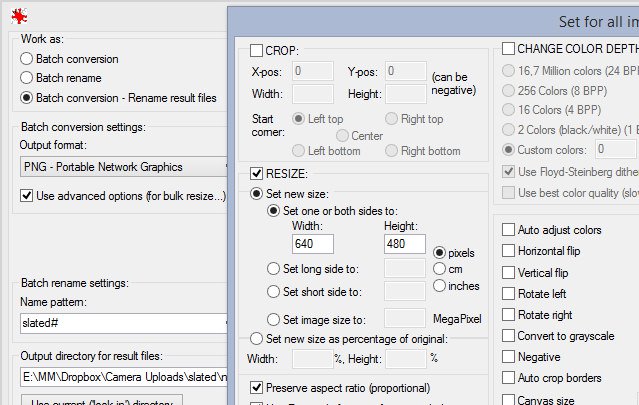 Set for all im
Work as:
Batch conversion
Batch rename
Batch conversion - Rename result files
Batch conversion settings:
Output format:
PNG - Portable Network Graphics
Use advanced options (for bulk resize...)
Batch rename settings:
Name pattern:
slated#
Output directory for result files:
E:\MM\Dropbox\Camera Uploads\slated\n
Use current ('look in') directory
CROP:
X-pos: 0 Y-pos: 0 (can be
Width: Height: negative)
Start
corner:
Left top Right top
Center
Left bottom Right bottom
RESIZE:
Set new size:
Set one or both sides to:
Width: Height:
640 480
pixels
cm
inches
Set long side to:
Set short side to:
Set image size to: MegaPixel
Set new size as percentage of original:
Width: %, Height: %
Preserve aspect ratio (proportional)
CHANGE COLOR DEPTH
16,7 Million colors (24 BPP
256 Colors (8 BPP)
16 Colors (4 BPP)
2 Colors (black/white) (1 B
Custom colors: 0
Use Floyd-Steinberg dithe
Use best color quality (slow
Auto adjust colors
Horizontal flip
Vertical flip
Rotate left
Rotate right
Convert to grayscale
Negative
Auto crop borders
Canvas size